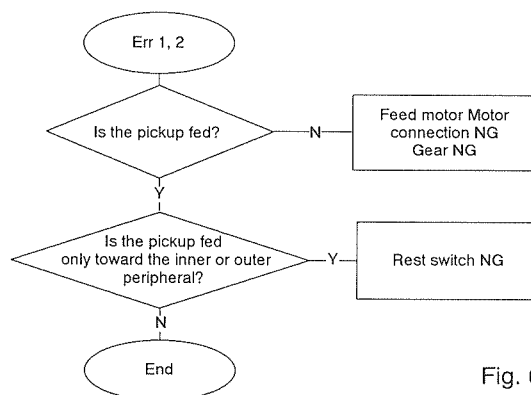 Err 1, 2
Is the pickup fed?
N
Feed motor Motor
connection NG
Gear NG
Y
Is the pickup fed
only toward the inner or outer
peripheral?
Y
Rest switch NG
N
End
Fig.